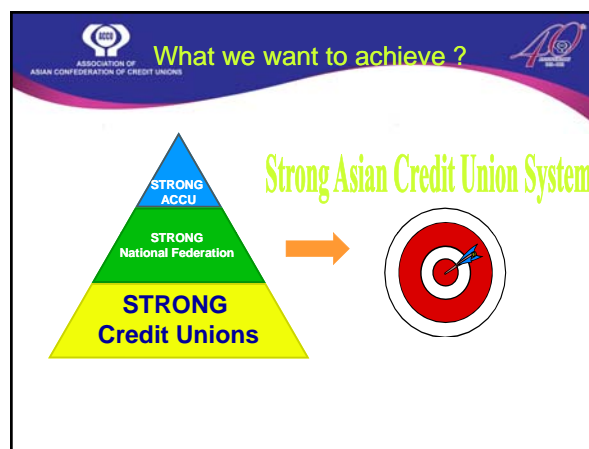 What we want to achieve ?
ASSOCIATION OF
ASIAN CONFEDERATION OF CREDIT UNIONS
Strong Asian Credit Union System
STRONG
ACCU
STRONG
National Federation
STRONG
Credit Unions